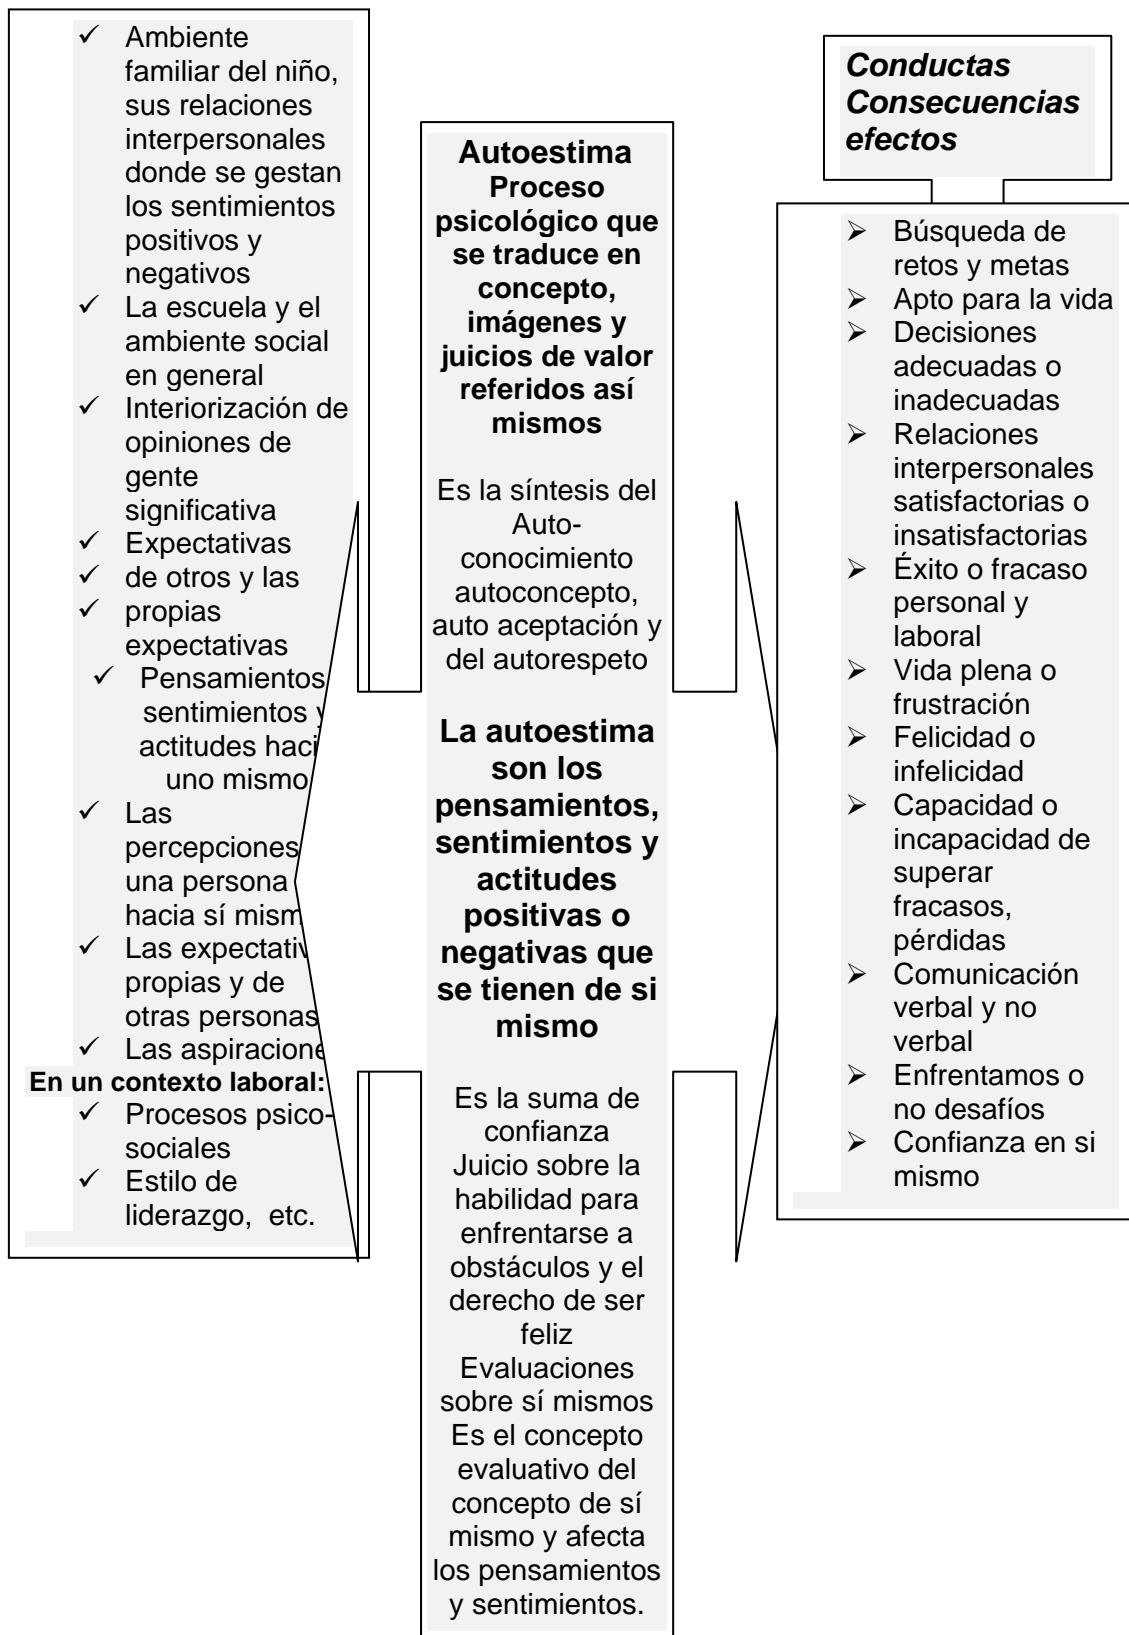 ✓ Ambiente
familiar del niño,
sus relaciones
interpersonales
donde se gestan
los sentimientos
positivos y
negativos
✓ La escuela y el
ambiente social
en general
✓ Interiorización de
opiniones de
gente
significativa
✓ Expectativas
✓ de otros y las
✓ propias
expectativas
✓ Pensamientos
sentimientos y
actitudes haci
uno mismo
✓ Las
percepciones
una persona
hacia sí mism
✓ Las expectativ
propias y de
otras personas
✓ Las aspiracione
En un contexto laboral:
✓ Procesos psico-
sociales
✓ Estilo de
liderazgo, etc.
Autoestima
Proceso
psicológico que
se traduce en
concepto,
imágenes y
juicios de valor
referidos así
mismos
Es la síntesis del
Auto-
conocimiento
autoconcepto,
auto aceptación y
del autorespeto
La autoestima
son los
pensamientos,
sentimientos y
actitudes
positivas o
negativas que
se tienen de si
mismo
Es la suma de
confianza
Juicio sobre la
habilidad para
enfrentarse a
obstáculos y el
derecho de ser
feliz
Evaluaciones
sobre sí mismos
Es el concepto
evaluativo del
concepto de sí
mismo y afecta
los pensamientos
y sentimientos.
Conductas
Consecuencias
efectos
➢ Búsqueda de
retos y metas
➢ Apto para la vida
➢ Decisiones
adecuadas o
inadecuadas
➢ Relaciones
interpersonales
satisfactorias o
insatisfactorias
➢ Éxito o fracaso
personal y
laboral
➢ Vida plena o
frustración
➢ Felicidad o
infelicidad
➢ Capacidad o
incapacidad de
superar
fracasos,
pérdidas
➢ Comunicación
verbal y no
verbal
➢ Enfrentamos o
no desafíos
➢ Confianza en si
mismo